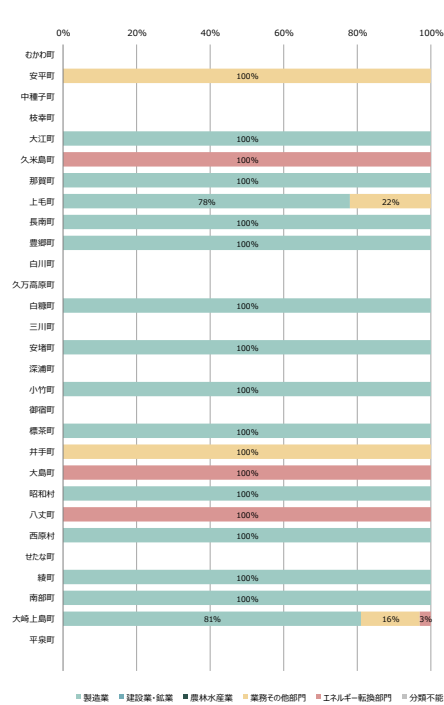 0% 20% 40% 60% 80% 100%
むかわ町
安平町 100%
中種子町
枝幸町
大江町 100%
久米島町 100%
那賀町 100%
上毛町 78% 22%
長南町 100%
豊郷町 100%
白川町
久万高原町
白糠町 100%
三川町
安堵町 100%
深浦町
小竹町 100%
御宿町
標茶町 100%
井手町 100%
大島町 100%
昭和村 100%
八丈町 100%
西原村 100%
せたな町
綾町 100%
南部町 100%
大崎上島町 81% 16% 3%
平泉町
製造業 建設業・鉱業 農林水産業 業務その他部門 エネルギー転換部門 分類不能